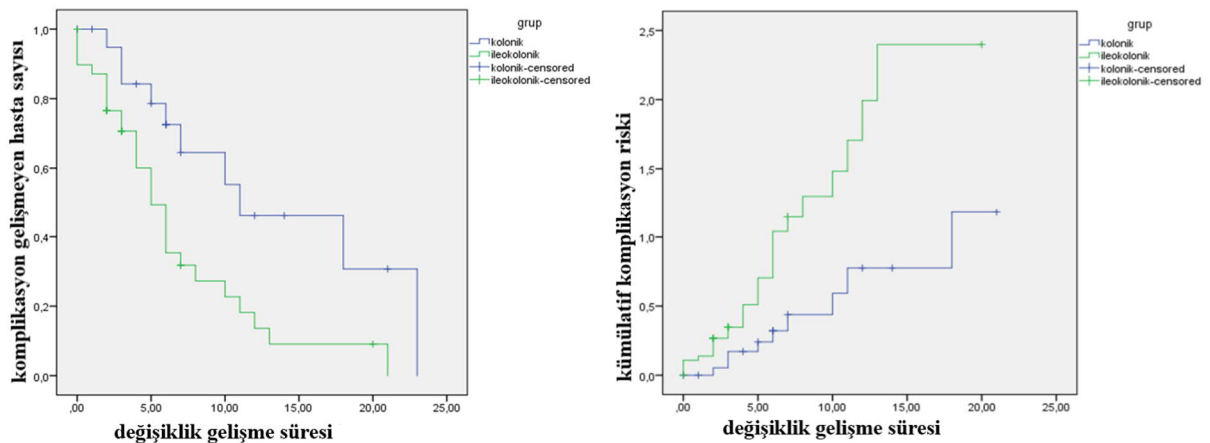 komplikasyon gelişmeyen hasta sayısı
1,0
0,8
0,6
0,4
0,2
0,0
,00
5,00
10,00
15,00
20,00
25,00
değişiklik gelişme süresi
grup
kolonik
ileokolonik
kolonik-censored
ileokolonik-censored
kümülatif komplikasyon riski
2,5
2,0
1,5
1,0
0,5
0,0
,00
5,00
10,00
15,00
20,00
25,00
değişiklik gelişme süresi
grup
kolonik
ileokolonik
kolonik-censored
ileokolonik-censored